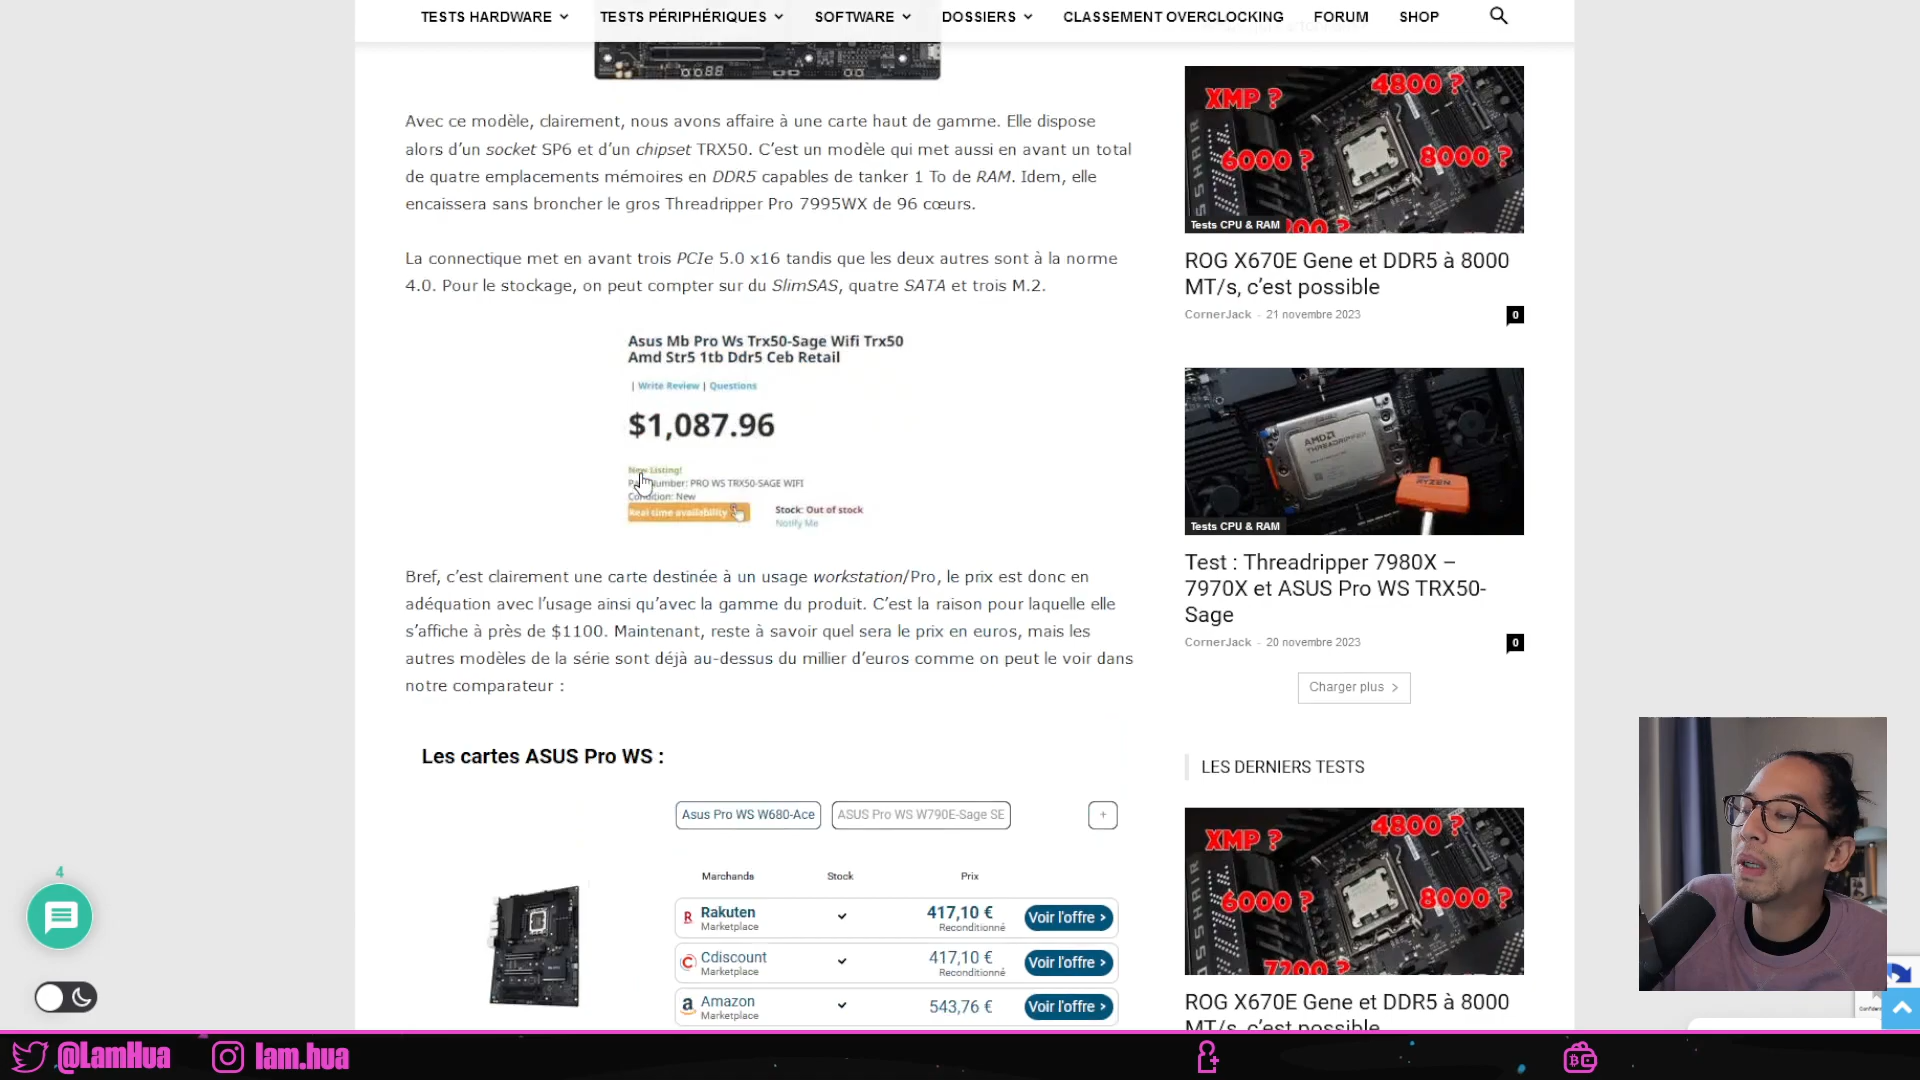 TESTS HARDWARE
TESTS PÉRIPHÉRIQUES
SOFTWARE
DOSSIERS
CLASSEMENT OVERCLOCKING
FORUM
SHOP
Avec ce modèle, clairement, nous avons affaire à une carte haut de gamme. Elle dispose
alors d'un socket SP6 et d'un chipset TRX50. C'est un modèle qui met aussi en avant un total
de quatre emplacements mémoires en DDR5 capables de tanker 1 To de RAM. Idem, elle
encaissera sans broncher le gros Threadripper Pro 7995WX de 96 cœurs.
La connectique met en avant trois PCIe 5.0 x16 tandis que les deux autres sont à la norme
4.0. Pour le stockage, on peut compter sur du SlimSAS, quatre SATA et trois M.2.
Asus Mb Pro Ws Trx50-Sage Wifi Trx50
Amd Str5 1tb Ddr5 Ceb Retail
| Write Review | Questions
$1,087.96
New Listing!
Number: PRO WS TRX50-SAGE WIFI
Condition: New
Real time availability
Stock: Out of stock
Notify Me
Bref, c'est clairement une carte destinée à un usage workstation/Pro, le prix est donc en
adéquation avec l'usage ainsi qu'avec la gamme du produit. C'est la raison pour laquelle elle
s'affiche à près de $1100. Maintenant, reste à savoir quel sera le prix en euros, mais les
autres modèles de la série sont déjà au-dessus du millier d'euros comme on peut le voir dans
notre comparateur :
Les cartes ASUS Pro WS :
Asus Pro WS W680-Ace
ASUS Pro WS W790E-Sage SE
+
Marchands
Stock
Prix
Rakuten
Marketplace
417,10 €
Reconditionné
Voir l'offre >
Cdiscount
Marketplace
417,10 €
Reconditionné
Voir l'offre >
Amazon
Marketplace
543,76 €
Voir l'offre >
XMP ?
4800 ?
6000 ?
8000 ?
Tests CPU & RAM
ROG X670E Gene et DDR5 à 8000
MT/s, c'est possible
CornerJack - 21 novembre 2023
0
AMD
THREADRIPPER
RYZEN
Tests CPU & RAM
Test : Threadripper 7980X –
7970X et ASUS Pro WS TRX50-
Sage
CornerJack - 20 novembre 2023
0
Charger plus >
LES DERNIERS TESTS
XMP ?
4800 ?
6000 ?
8000 ?
7200 ?
ROG X670E Gene et DDR5 à 8000
MT/s, c'est possible
4
@LamHua
lam.hua